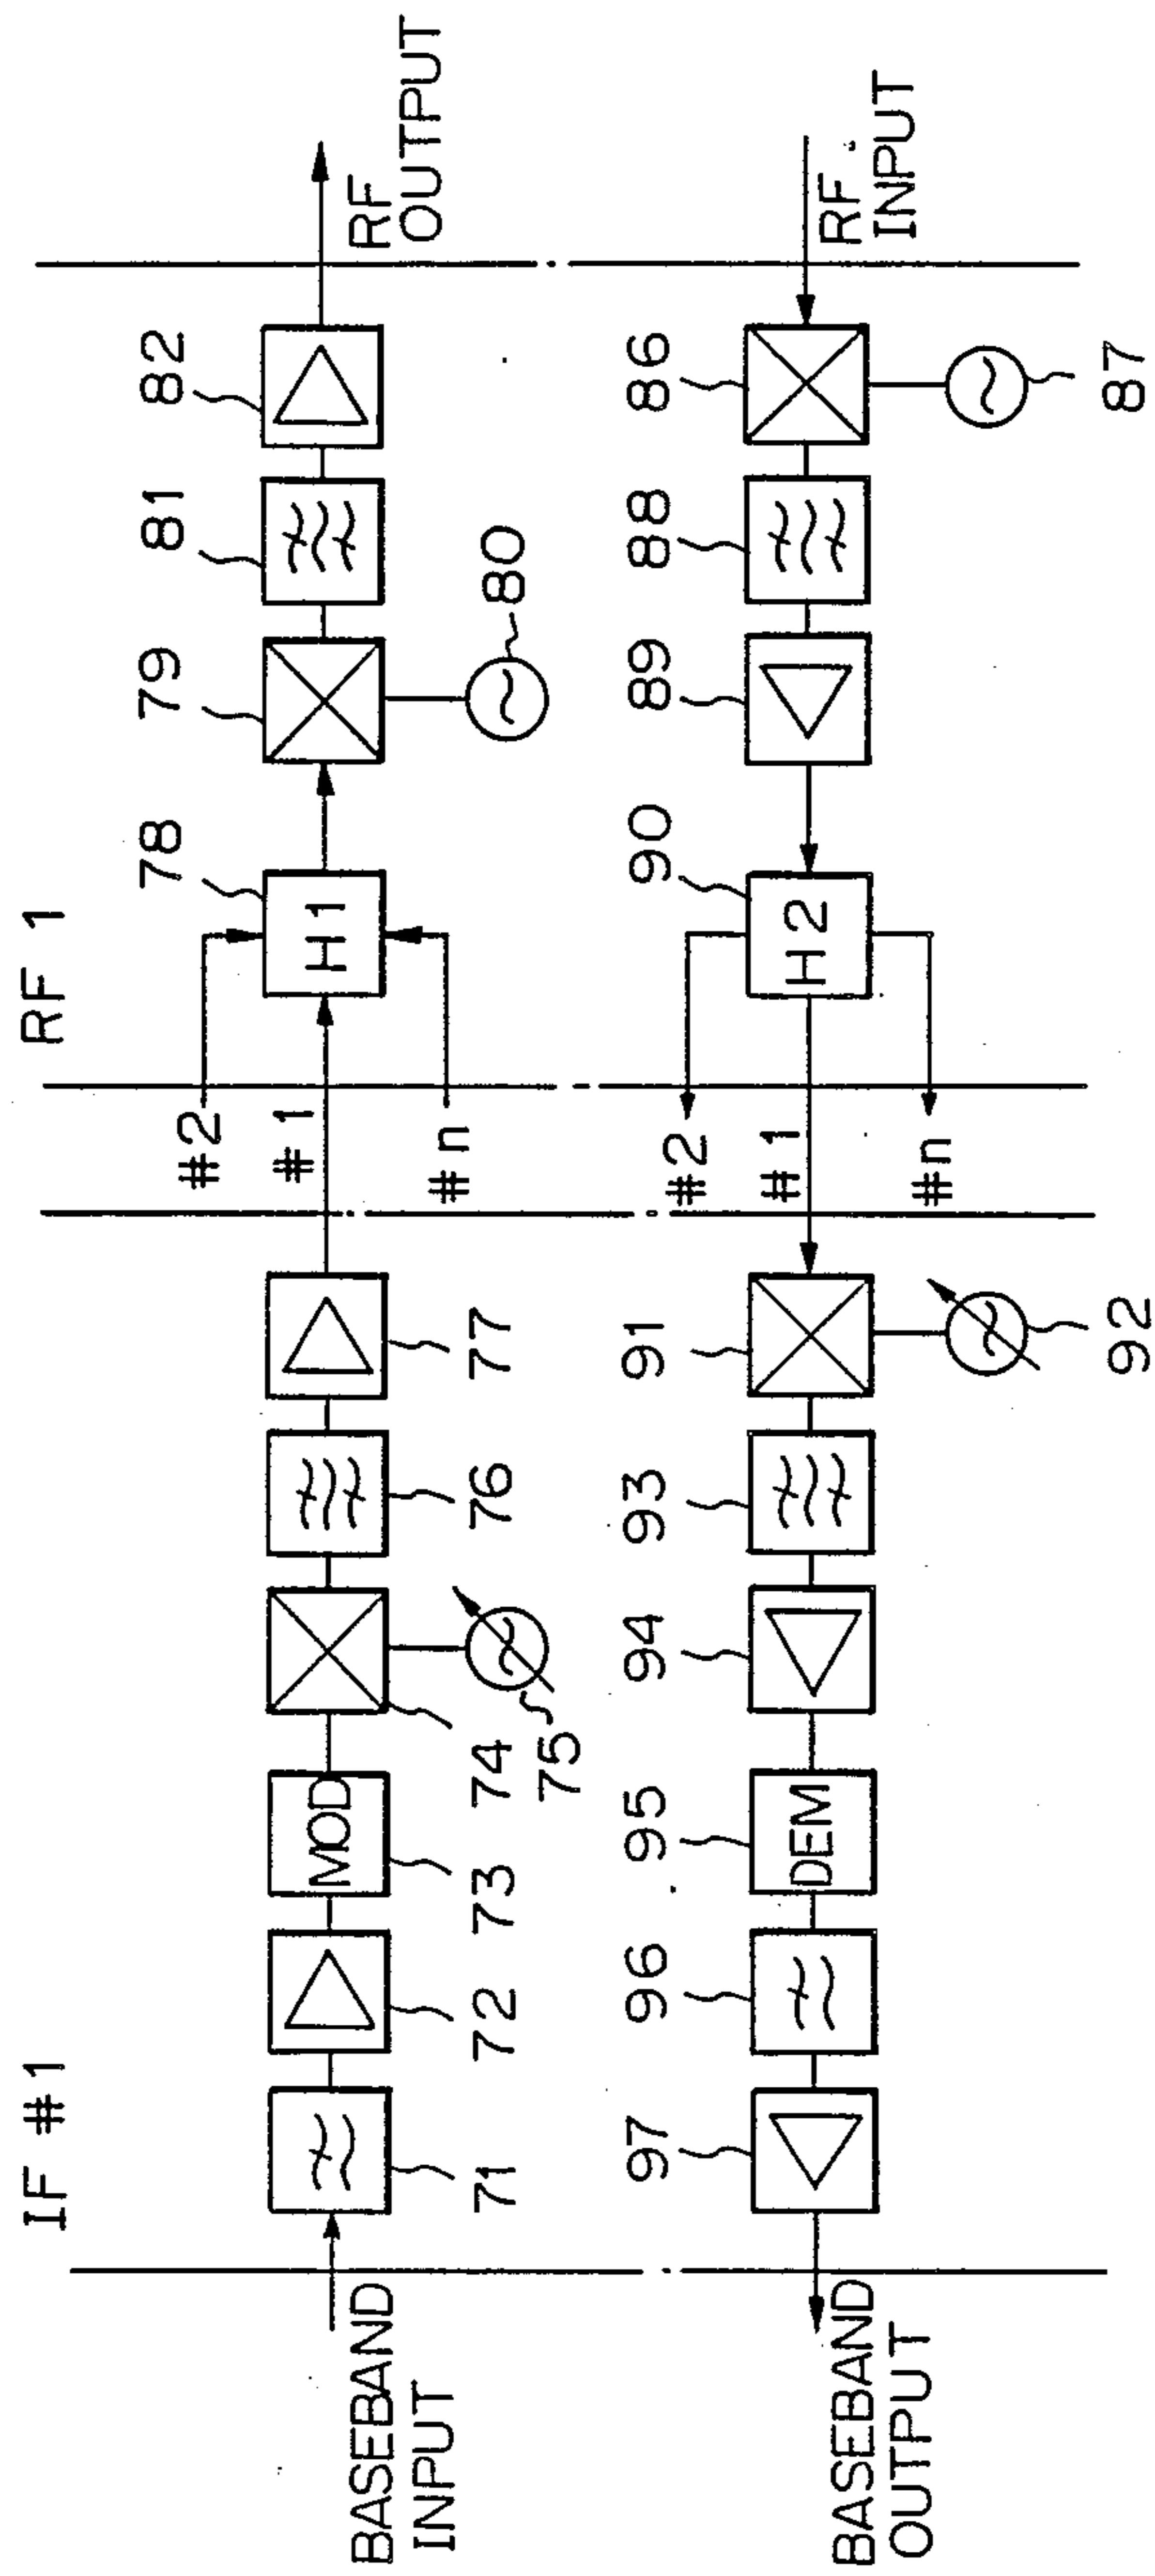 IF #1
RF 1
BASEBAND
INPUT
71
72
MOD
73
74
75
76
77
#2
#1
#n
H1
78
79
80
81
82
RF
OUTPUT
BASEBAND
OUTPUT
97
96
DEM
95
94
93
91
92
#2
#1
#n
H2
90
89
88
86
87
RF
INPUT